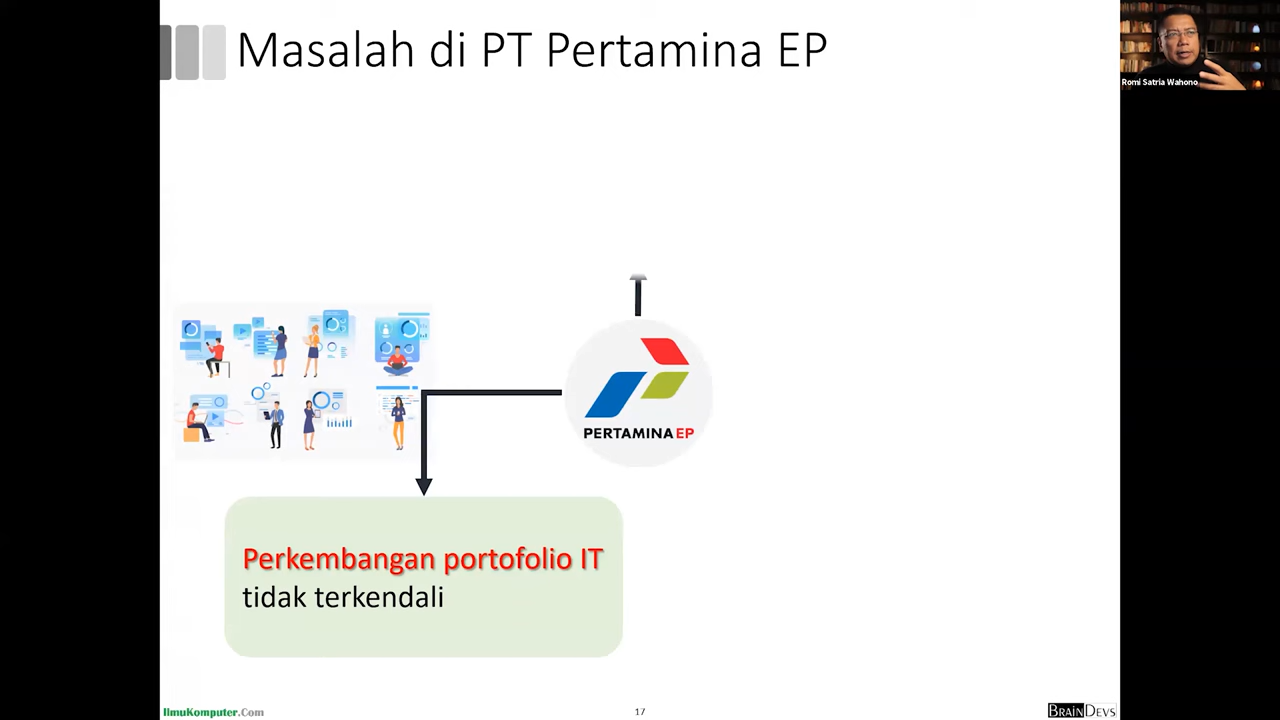 Masalah di PT Pertamina EP
Romi Satria Wahono
PERTAMINA EP
Perkembangan portofolio IT
tidak terkendali
IlmuKomputer.Com
17
BRAINDEVS